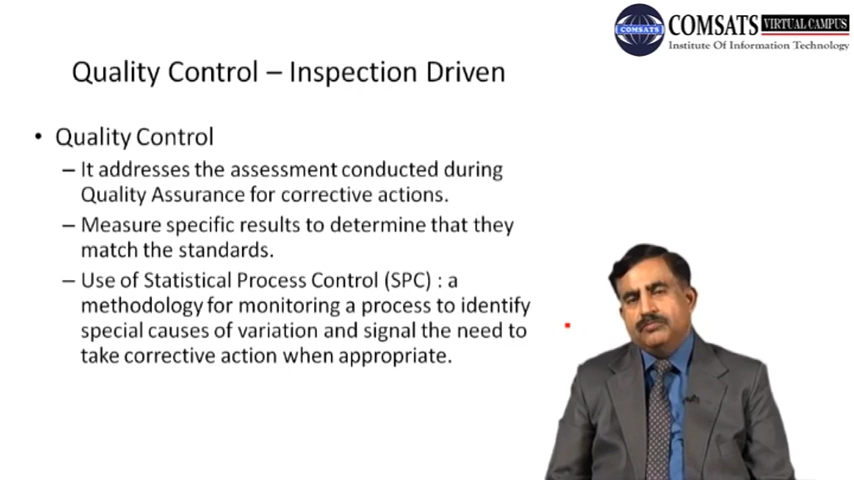 COMSATS VIRTUAL CAMPUS
COMSATS
Institute Of Information Technology
Quality Control – Inspection Driven
• Quality Control
– It addresses the assessment conducted during
Quality Assurance for corrective actions.
– Measure specific results to determine that they
match the standards.
– Use of Statistical Process Control (SPC) : a
methodology for monitoring a process to identify
special causes of variation and signal the need to
take corrective action when appropriate.